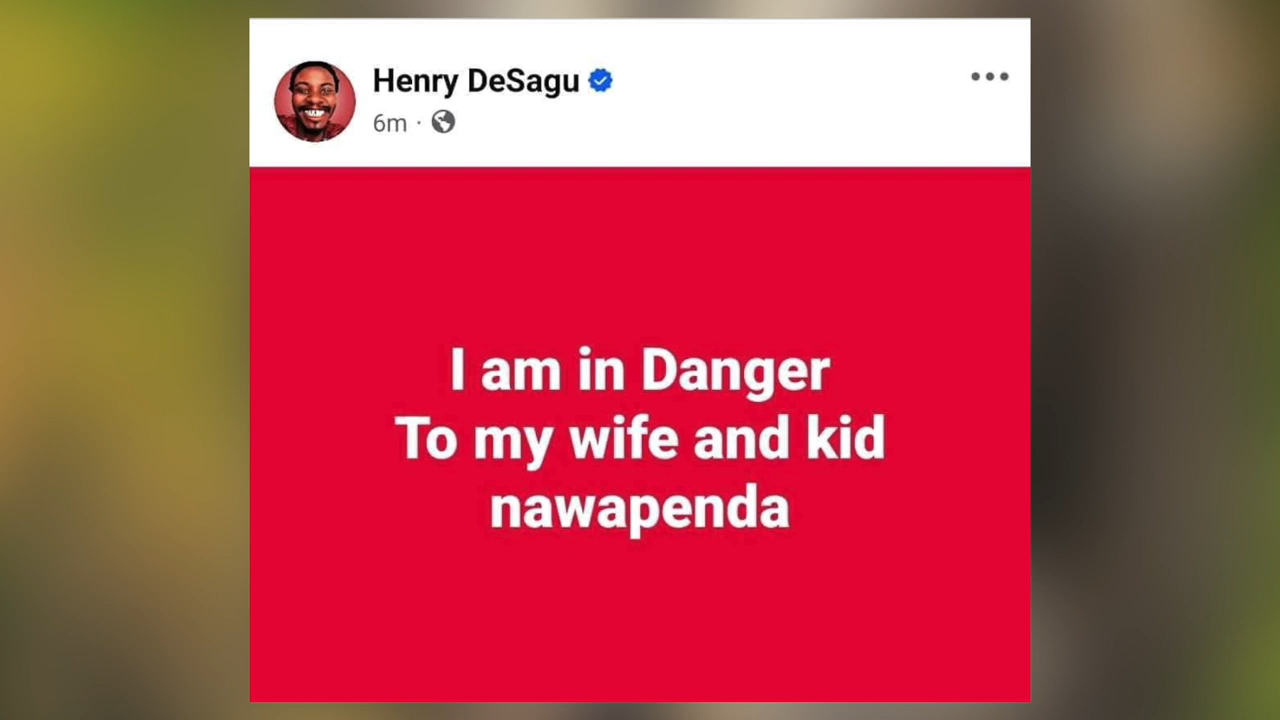 Henry DeSagu
6m ·
I am in Danger
To my wife and kid
nawapenda